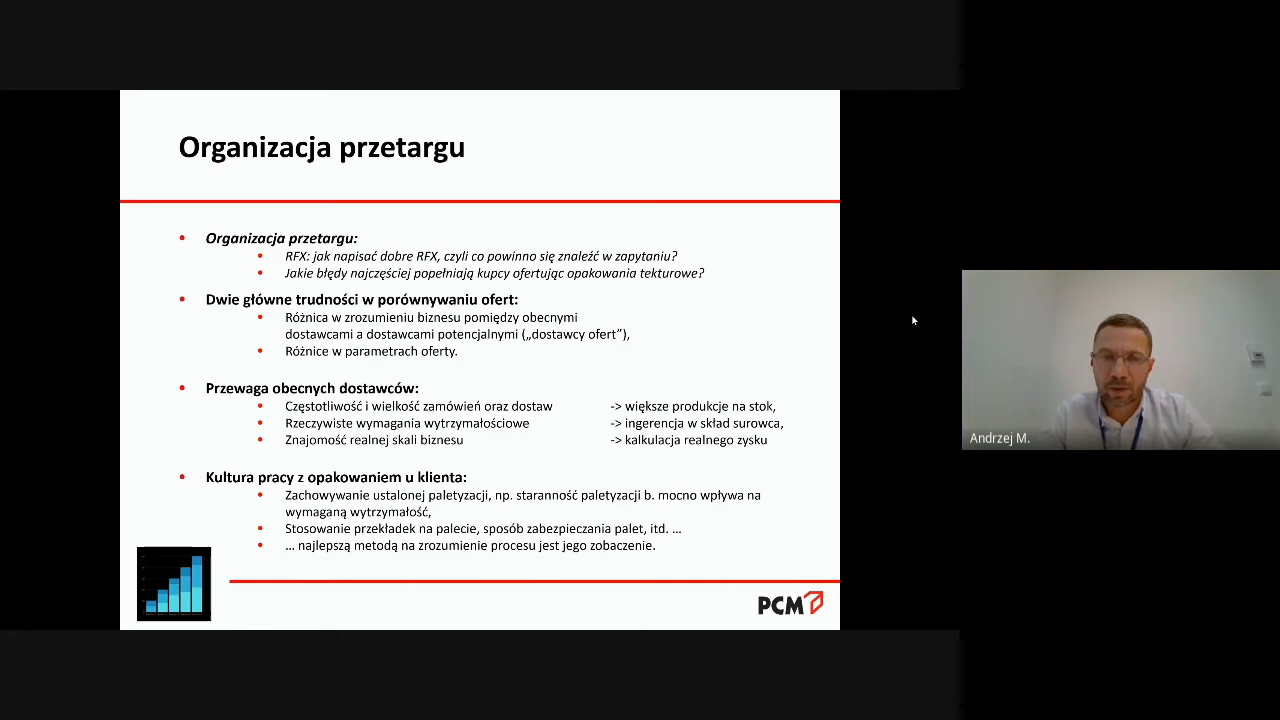 Organizacja przetargu
Organizacja przetargu:
RFX: jak napisać dobre RFX, czyli co powinno się znaleźć w zapytaniu?
Jakie błędy najczęściej popełniają kupcy ofertując opakowania tekturowe?
Dwie główne trudności w porównywaniu ofert:
Różnica w zrozumieniu biznesu pomiędzy obecnymi
dostawcami a dostawcami potencjalnymi („dostawcy ofert”),
Różnice w parametrach oferty.
Przewaga obecnych dostawców:
Częstotliwość i wielkość zamówień oraz dostaw -> większe produkcje na stok,
Rzeczywiste wymagania wytrzymałościowe -> ingerencja w skład surowca,
Znajomość realnej skali biznesu -> kalkulacja realnego zysku
Kultura pracy z opakowaniem u klienta:
Zachowywanie ustalonej paletyzacji, np. staranność paletyzacji b. mocno wpływa na
wymaganą wytrzymałość,
Stosowanie przekładek na palecie, sposób zabezpieczania palet, itd. …
… najlepszą metodą na zrozumienie procesu jest jego zobaczenie.
PCM
Andrzej M.